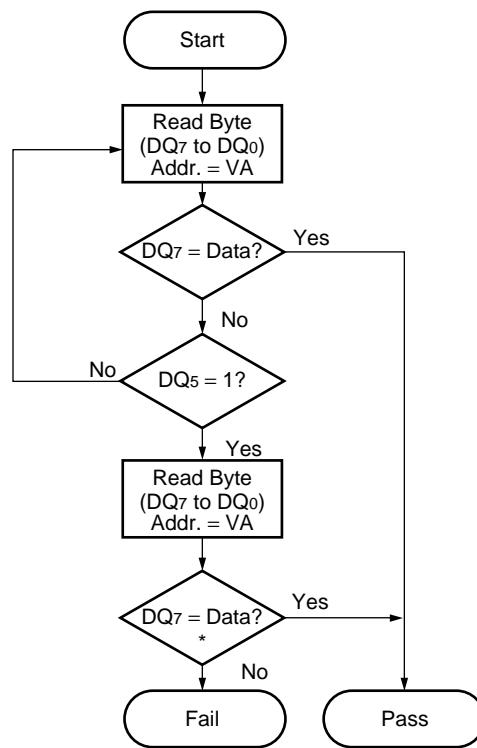 Start
Read Byte
(DQ7 to DQ0)
Addr. = VA
DQ7 = Data?
Yes
No
DQ5 = 1?
No
Yes
Read Byte
(DQ7 to DQ0)
Addr. = VA
DQ7 = Data?
*
Yes
No
Fail
Pass